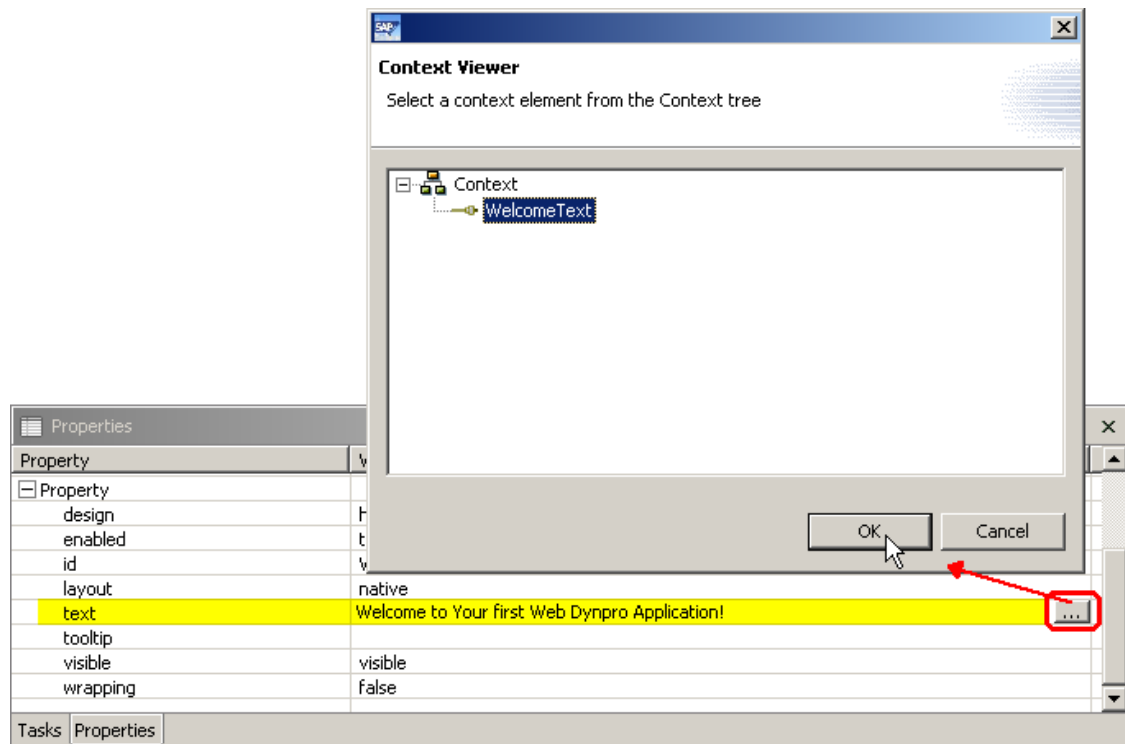 SAP
Context Viewer
Select a context element from the Context tree
Context
WelcomeText
OK
Cancel
Properties
Property
Property
design
enabled
id
layout native
text Welcome to Your first Web Dynpro Application! ...
tooltip
visible visible
wrapping false
Tasks Properties